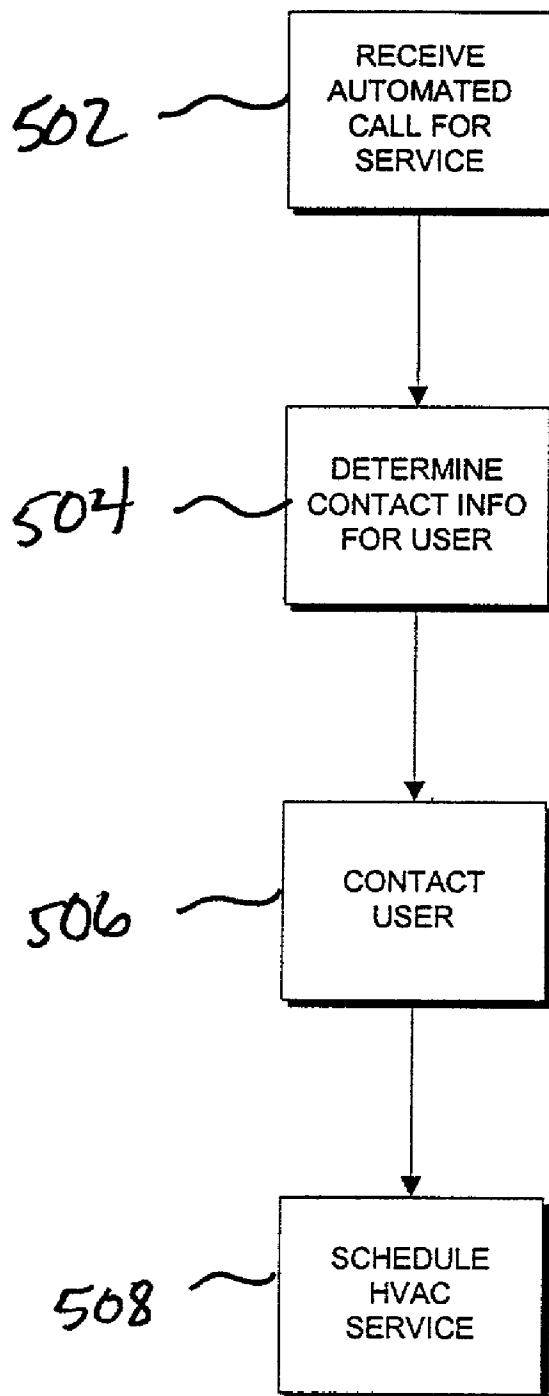 RECEIVE
AUTOMATED
CALL FOR
SERVICE
502
DETERMINE
CONTACT INFO
FOR USER
504
CONTACT
USER
506
SCHEDULE
HVAC
SERVICE
508